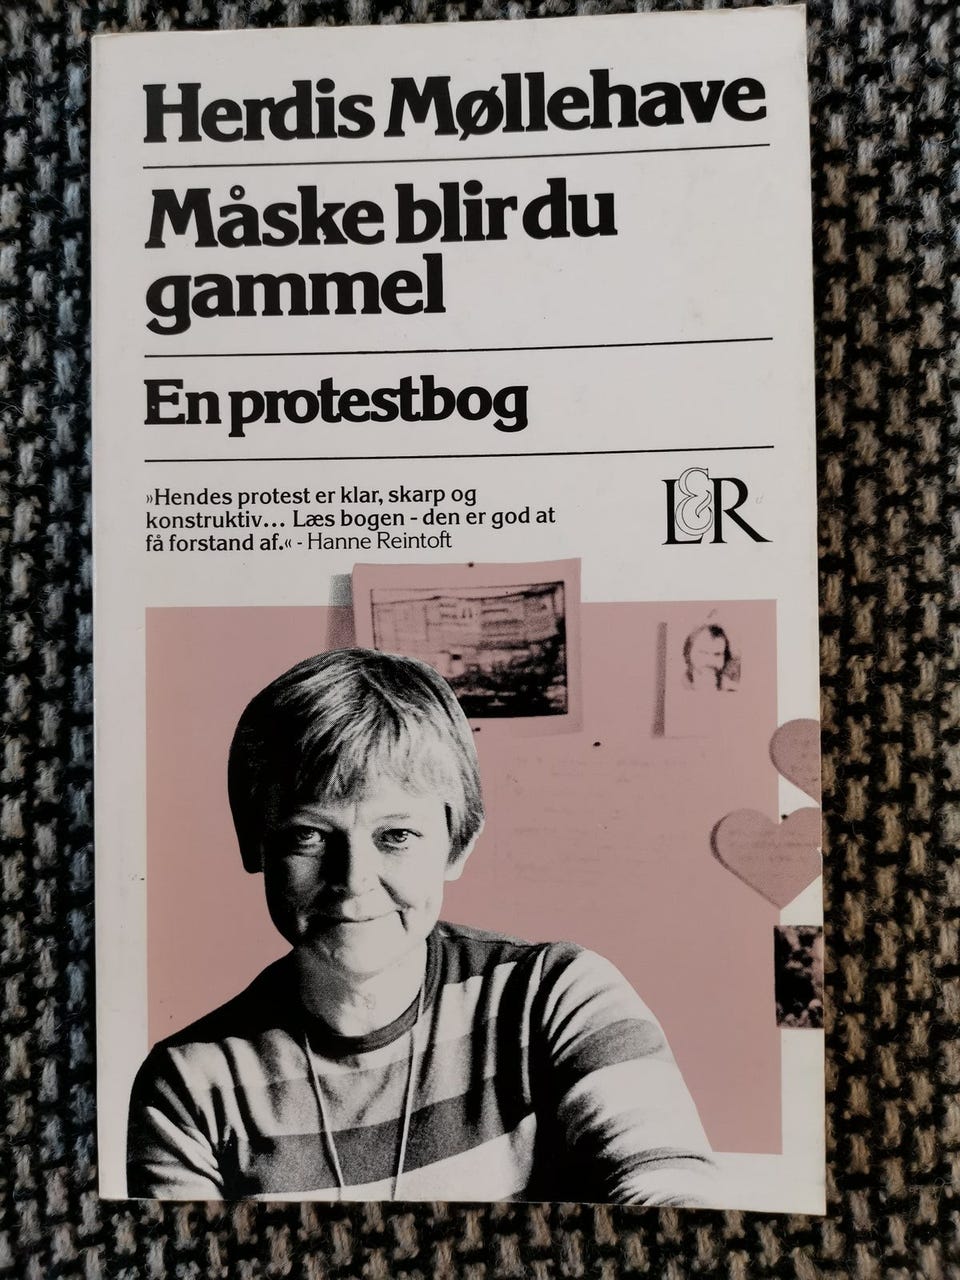 Herdis Møllehave
Måske blir du
gammel
En protestbog
»Hendes protest er klar, skarp og
konstruktiv... Læs bogen - den er god at
få forstand af.« - Hanne Reintoft
L&R